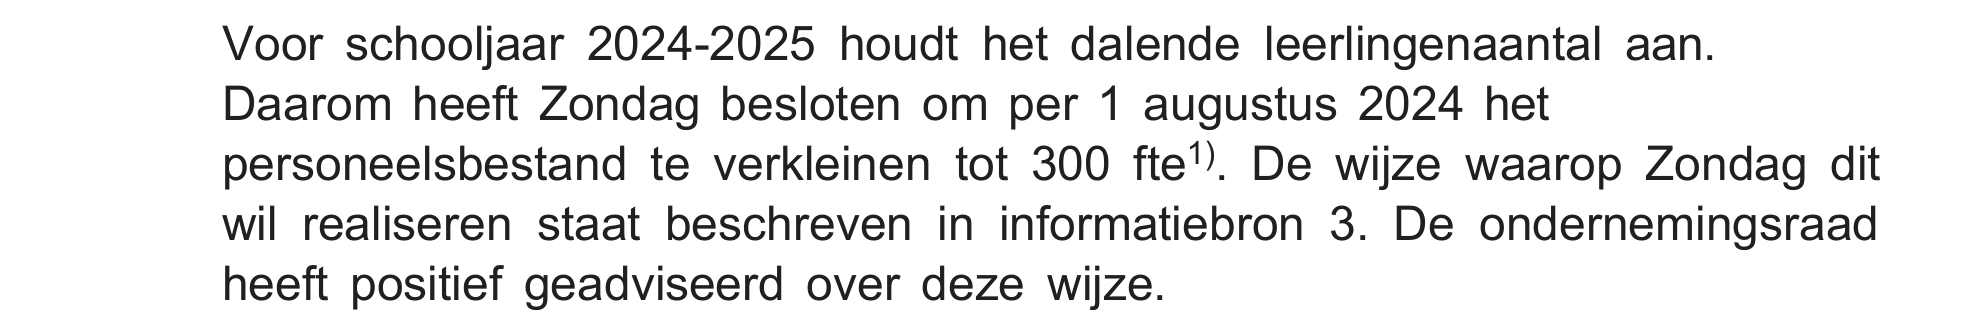 Voor schooljaar 2024-2025 houdt het dalende leerlingenaantal aan.
Daarom heeft Zondag besloten om per 1 augustus 2024 het
personeelsbestand te verkleinen tot 300 fte¹⁾. De wijze waarop Zondag dit
wil realiseren staat beschreven in informatiebron 3. De ondernemingsraad
heeft positief geadviseerd over deze wijze.